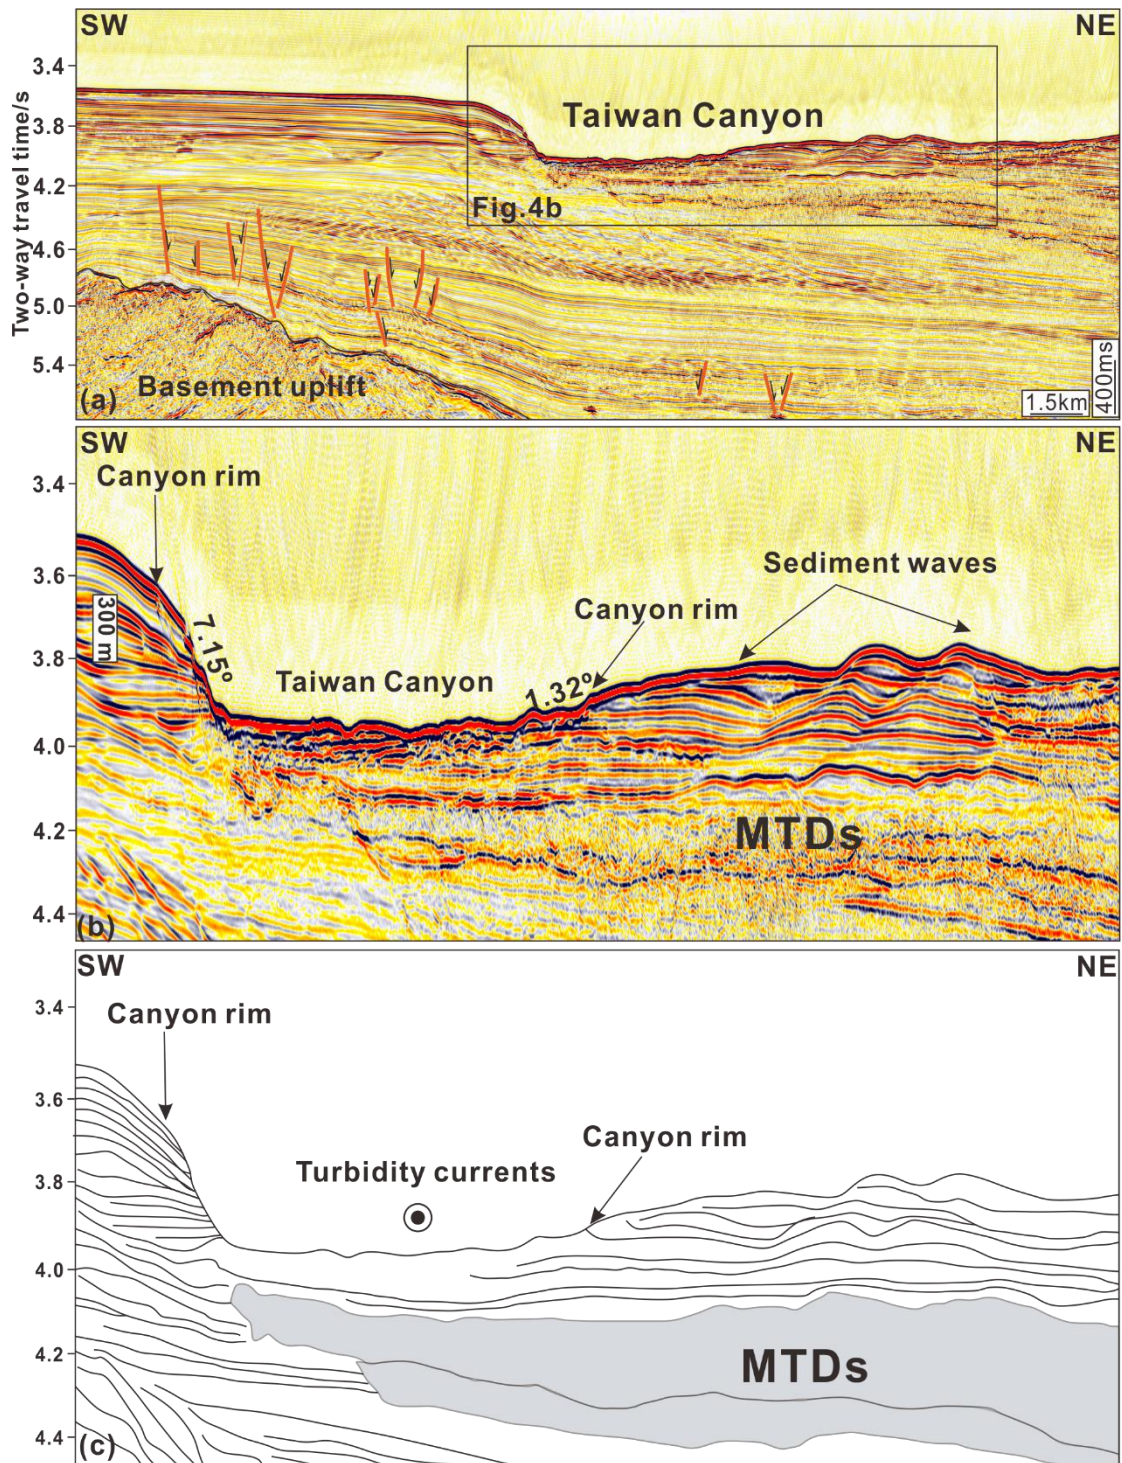 SW
NE
3.4
3.8
4.2
4.6
5.0
5.4
Two-way travel time/s
Taiwan Canyon
Fig.4b
Basement uplift
(a)
1.5km
400ms
SW
NE
Canyon rim
3.4
3.6
3.8
4.0
4.2
4.4
300 m
7.15º
Taiwan Canyon
1.32º
Canyon rim
Sediment waves
MTDs
(b)
SW
NE
Canyon rim
3.4
3.6
3.8
4.0
4.2
4.4
Turbidity currents
Canyon rim
MTDs
(c)